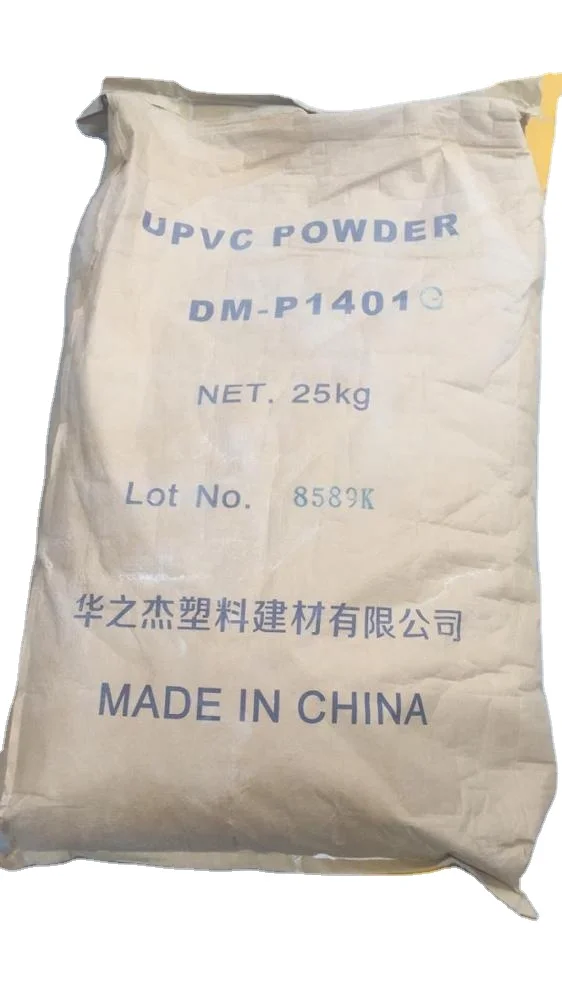 UPVC POWDER
DM-P1401G
NET. 25kg
Lot No. 8589K
华之杰塑料建材有限公司
MADE IN CHINA